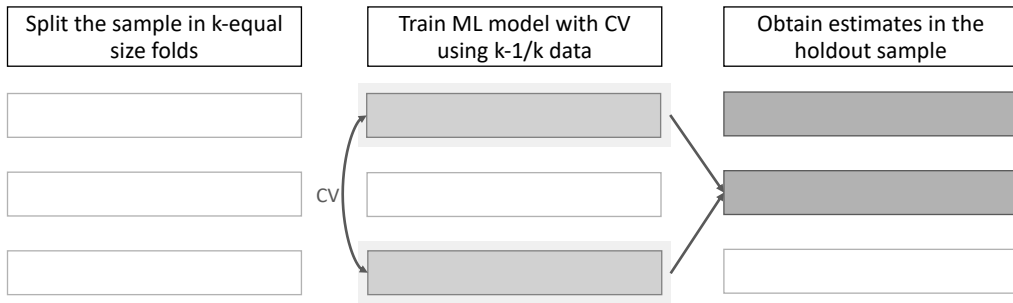 Split the sample in k-equal
size folds
Train ML model with CV
using k-1/k data
Obtain estimates in the
holdout sample
CV